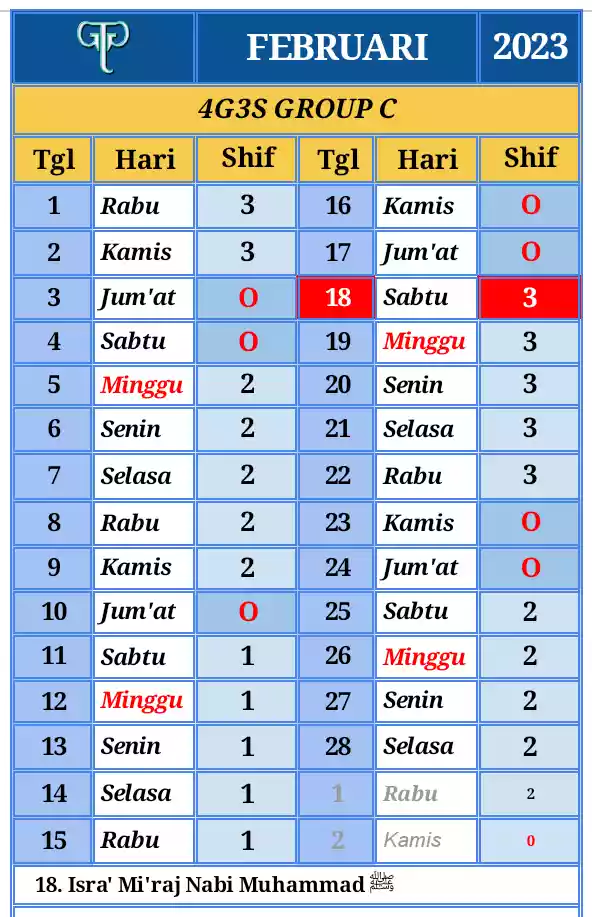 GTP FEBRUARI 2023
4G3S GROUP C
Tgl Hari Shif Tgl Hari Shif
1 Rabu 3 16 Kamis O
2 Kamis 3 17 Jum'at O
3 Jum'at O 18 Sabtu 3
4 Sabtu O 19 Minggu 3
5 Minggu 2 20 Senin 3
6 Senin 2 21 Selasa 3
7 Selasa 2 22 Rabu 3
8 Rabu 2 23 Kamis O
9 Kamis 2 24 Jum'at O
10 Jum'at O 25 Sabtu 2
11 Sabtu 1 26 Minggu 2
12 Minggu 1 27 Senin 2
13 Senin 1 28 Selasa 2
14 Selasa 1 1 Rabu 2
15 Rabu 1 2 Kamis 0
18. Isra' Mi'raj Nabi Muhammad ﷺ